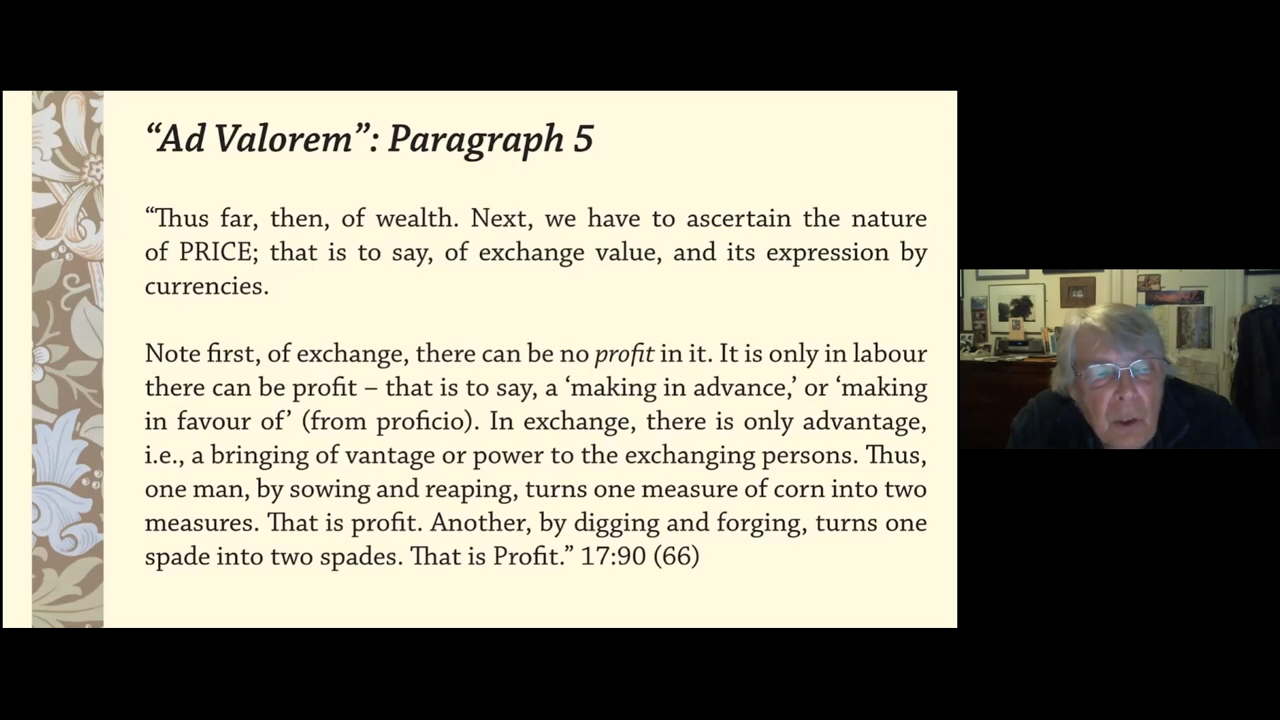 “Ad Valorem”: Paragraph 5
“Thus far, then, of wealth. Next, we have to ascertain the nature
of PRICE; that is to say, of exchange value, and its expression by
currencies.
Note first, of exchange, there can be no profit in it. It is only in labour
there can be profit – that is to say, a ‘making in advance,’ or ‘making
in favour of’ (from proficio). In exchange, there is only advantage,
i.e., a bringing of vantage or power to the exchanging persons. Thus,
one man, by sowing and reaping, turns one measure of corn into two
measures. That is profit. Another, by digging and forging, turns one
spade into two spades. That is Profit.” 17:90 (66)